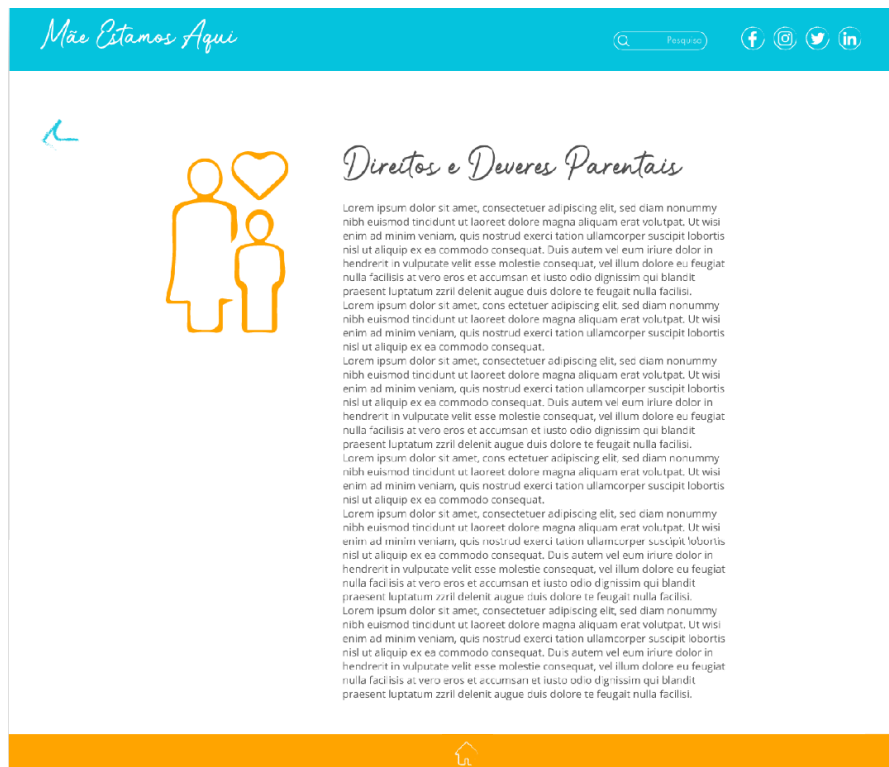 Mãe Estamos Aqui
Pesquisa
Direitos e Deveres Parentais
Lorem ipsum dolor sit amet, consectetuer adipiscing elit, sed diam nonummy
nibh euismod tincidunt ut laoreet dolore magna aliquam erat volutpat. Ut wisi
enim ad minim veniam, quis nostrud exerci tation ullamcorper suscipit lobortis
nisl ut aliquip ex ea commodo consequat. Duis autem vel eum iriure dolor in
hendrerit in vulputate velit esse molestie consequat, vel illum dolore eu feugiat
nulla facilisis at vero eros et accumsan et iusto odio dignissim qui blandit
praesent luptatum zzril delenit augue duis dolore te feugait nulla facilisi.
Lorem ipsum dolor sit amet, cons ectetuer adipiscing elit, sed diam nonummy
nibh euismod tincidunt ut laoreet dolore magna aliquam erat volutpat. Ut wisi
enim ad minim veniam, quis nostrud exerci tation ullamcorper suscipit lobortis
nisl ut aliquip ex ea commodo consequat.
Lorem ipsum dolor sit amet, consectetuer adipiscing elit, sed diam nonummy
nibh euismod tincidunt ut laoreet dolore magna aliquam erat volutpat. Ut wisi
enim ad minim veniam, quis nostrud exerci tation ullamcorper suscipit lobortis
nisl ut aliquip ex ea commodo consequat. Duis autem vel eum iriure dolor in
hendrerit in vulputate velit esse molestie consequat, vel illum dolore eu feugiat
nulla facilisis at vero eros et accumsan et iusto odio dignissim qui blandit
praesent luptatum zzril delenit augue duis dolore te feugait nulla facilisi.
Lorem ipsum dolor sit amet, cons ectetuer adipiscing elit, sed diam nonummy
nibh euismod tincidunt ut laoreet dolore magna aliquam erat volutpat. Ut wisi
enim ad minim veniam, quis nostrud exerci tation ullamcorper suscipit lobortis
nisl ut aliquip ex ea commodo consequat.
Lorem ipsum dolor sit amet, consectetuer adipiscing elit, sed diam nonummy
nibh euismod tincidunt ut laoreet dolore magna aliquam erat volutpat. Ut wisi
enim ad minim veniam, quis nostrud exerci tation ullamcorper suscipit lobortis
nisl ut aliquip ex ea commodo consequat. Duis autem vel eum iriure dolor in
hendrerit in vulputate velit esse molestie consequat, vel illum dolore eu feugiat
nulla facilisis at vero eros et accumsan et iusto odio dignissim qui blandit
praesent luptatum zzril delenit augue duis dolore te feugait nulla facilisi.
Lorem ipsum dolor sit amet, consectetuer adipiscing elit, sed diam nonummy
nibh euismod tincidunt ut laoreet dolore magna aliquam erat volutpat. Ut wisi
enim ad minim veniam, quis nostrud exerci tation ullamcorper suscipit lobortis
nisl ut aliquip ex ea commodo consequat. Duis autem vel eum iriure dolor in
hendrerit in vulputate velit esse molestie consequat, vel illum dolore eu feugiat
nulla facilisis at vero eros et accumsan et iusto odio dignissim qui blandit
praesent luptatum zzril delenit augue duis dolore te feugait nulla facilisi.